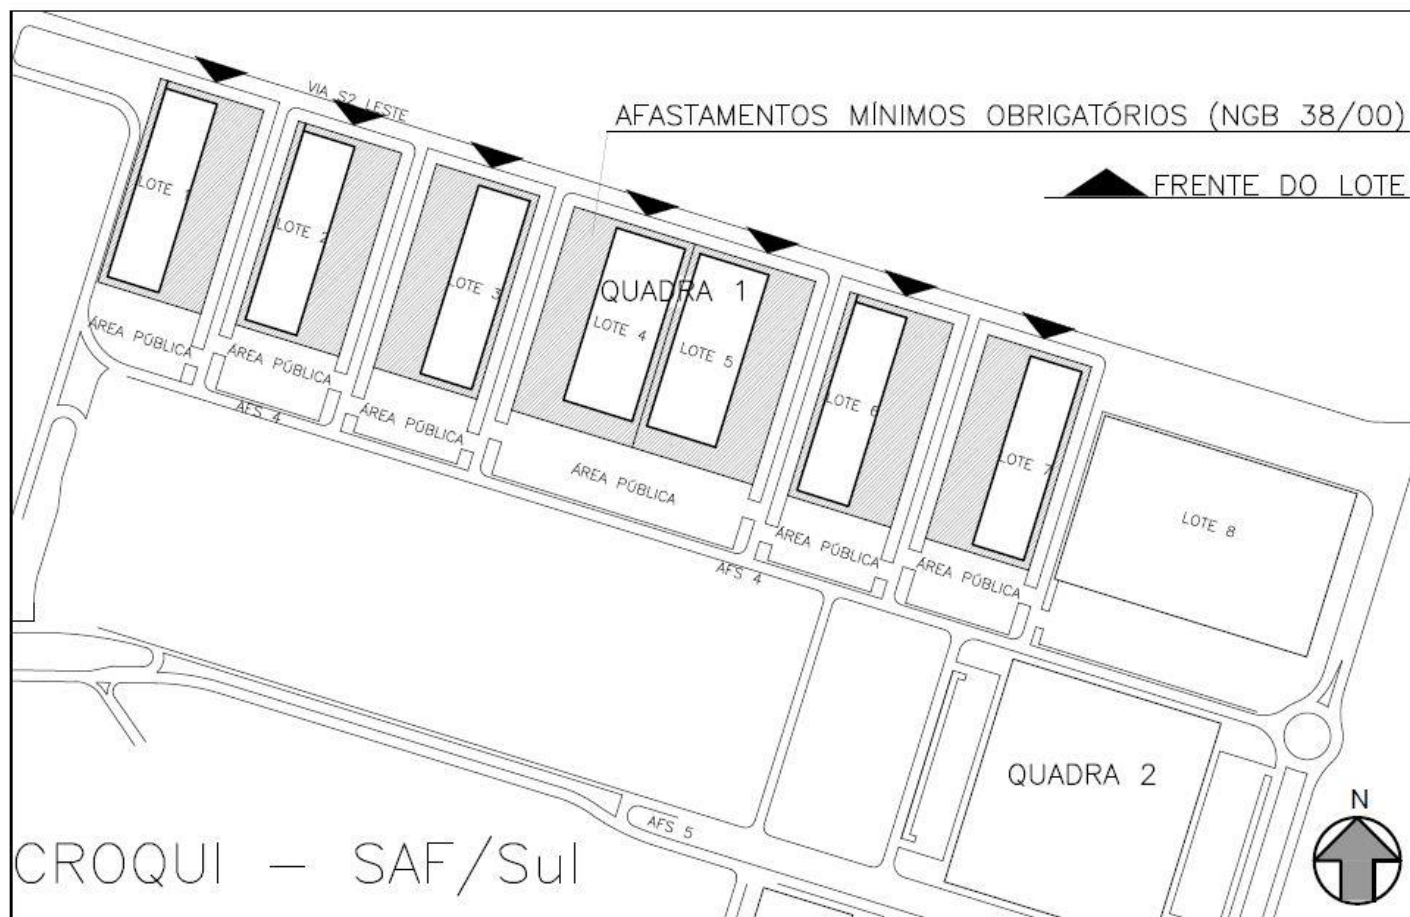 VIA S2 LESTE
AFASTAMENTOS MÍNIMOS OBRIGATÓRIOS (NGB 38/00)
FRENTE DO LOTE
LOTE 1
LOTE 2
LOTE 3
QUADRA 1
LOTE 4
LOTE 5
LOTE 6
LOTE 7
LOTE 8
ÁREA PÚBLICA
ÁREA PÚBLICA
ÁREA PÚBLICA
ÁREA PÚBLICA
ÁREA PÚBLICA
ÁREA PÚBLICA
AFS 4
AFS 4
QUADRA 2
AFS 5
N
CROQUI – SAF/Sul